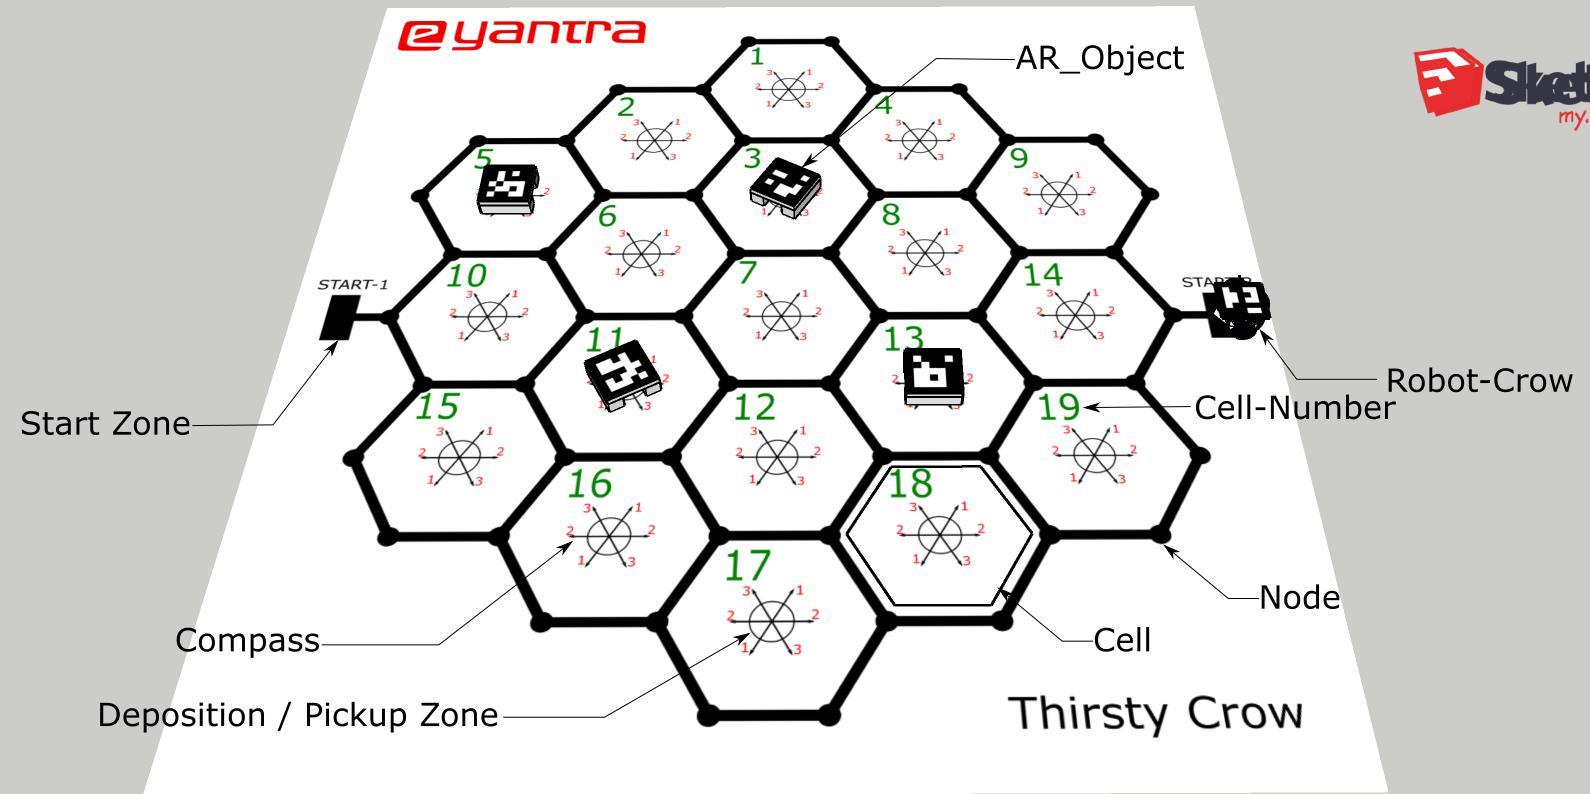 eyantra
AR_Object
my.
1
2
3
4
5
6
7
8
9
10
11
12
13
14
15
16
17
18
19
START-1
Start Zone
Robot-Crow
Cell-Number
Node
Cell
Compass
Deposition / Pickup Zone
Thirsty Crow